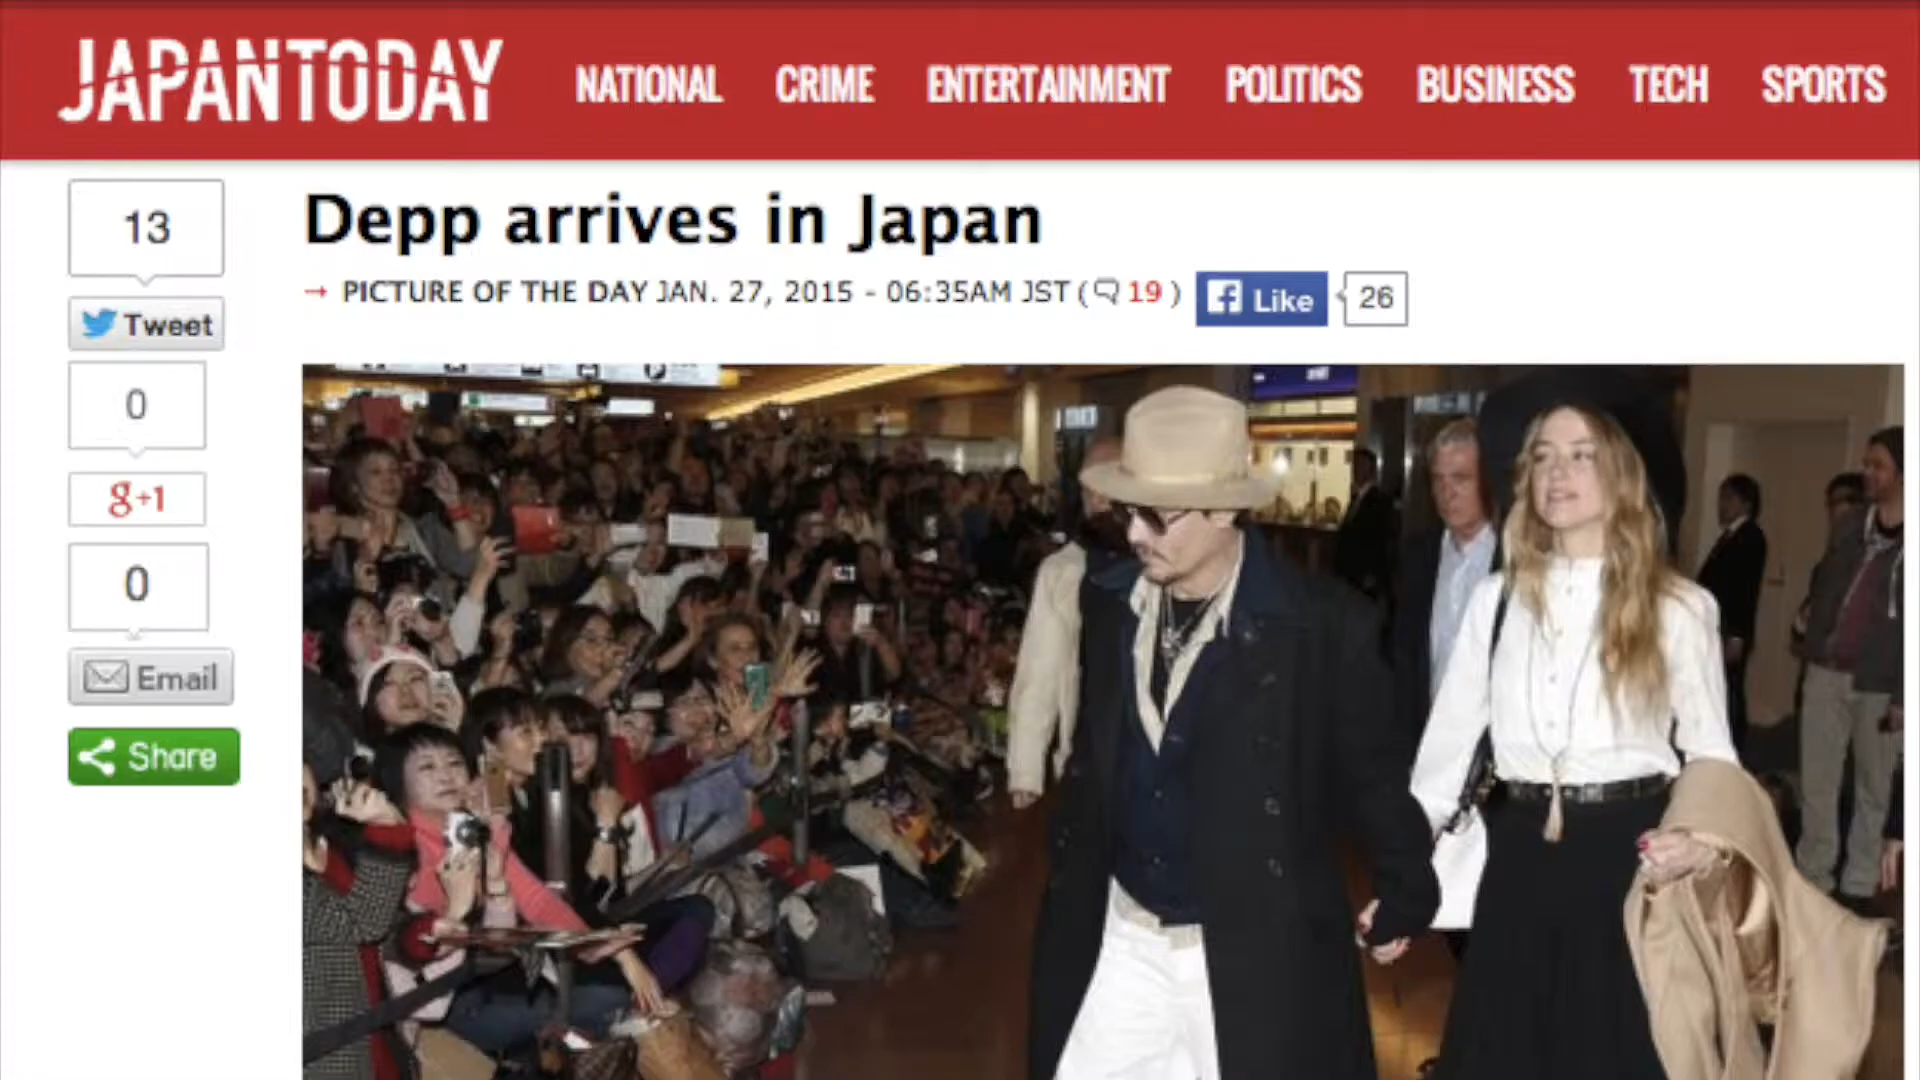 JAPANTODAY NATIONAL CRIME ENTERTAINMENT POLITICS BUSINESS TECH SPORTS
13
Tweet
0
g+1
0
Email
Share
Depp arrives in Japan
→ PICTURE OF THE DAY JAN. 27, 2015 - 06:35AM JST ( 19 ) Like 26